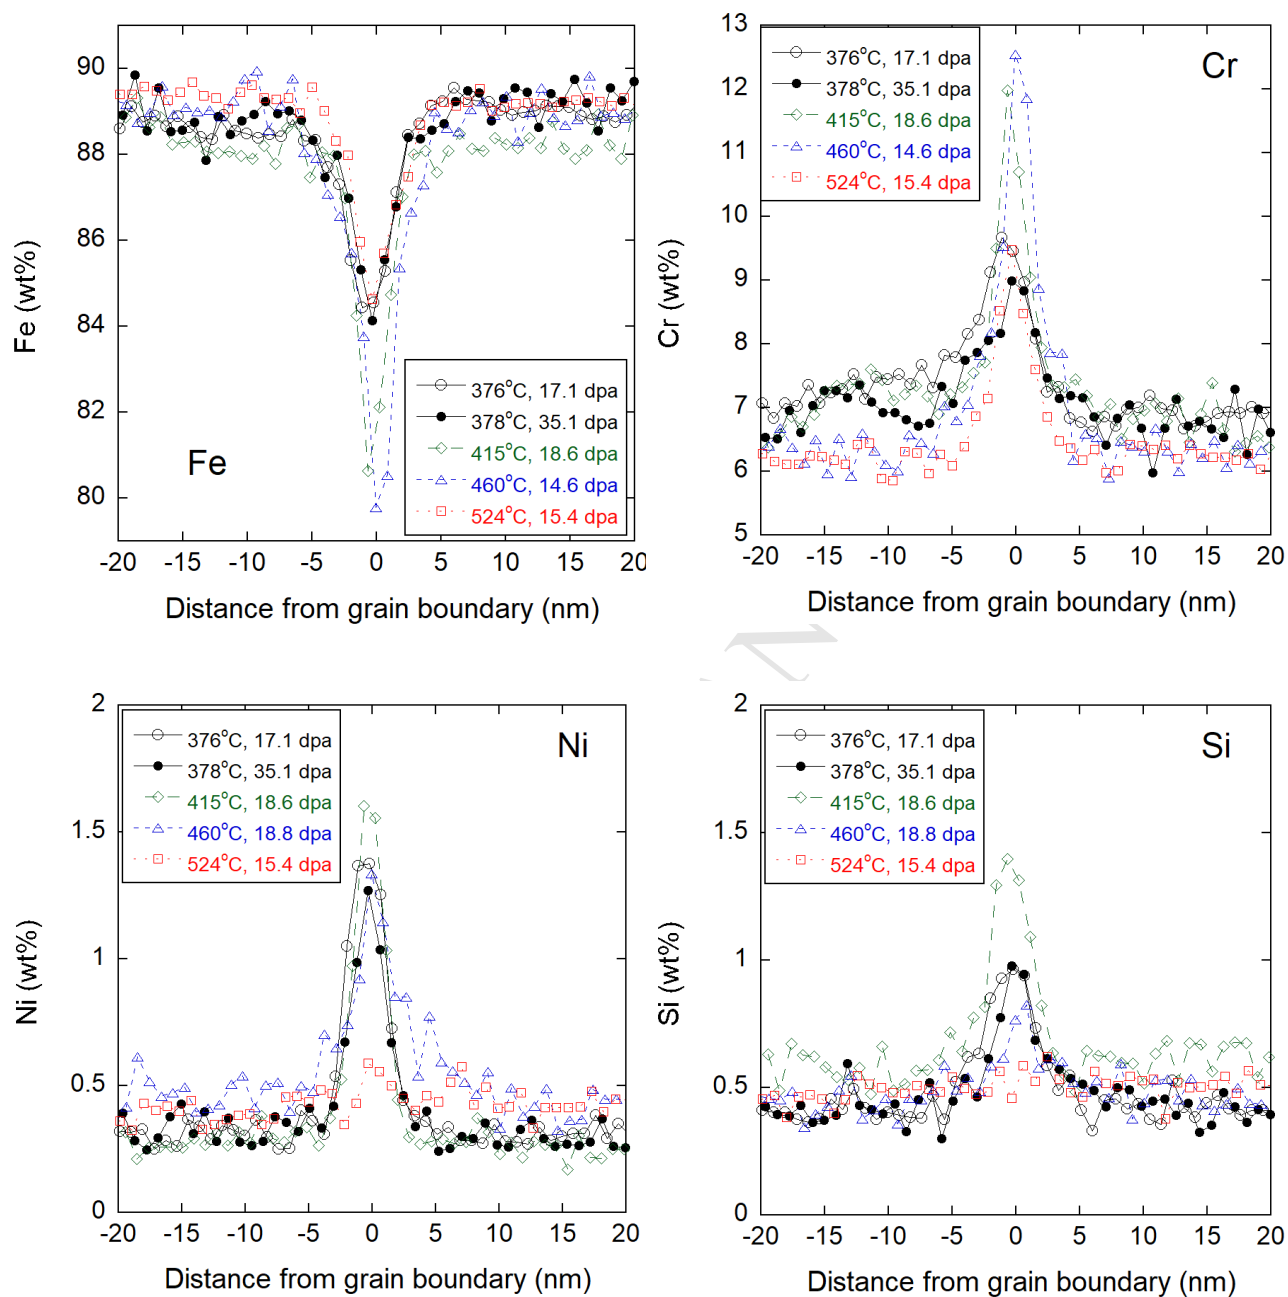 Fe (wt%)
90
88
86
84
82
80
Fe
376°C, 17.1 dpa
378°C, 35.1 dpa
415°C, 18.6 dpa
460°C, 14.6 dpa
524°C, 15.4 dpa
-20 -15 -10 -5 0 5 10 15 20
Distance from grain boundary (nm)
Cr (wt%)
13
12
11
10
9
8
7
6
5
376°C, 17.1 dpa
378°C, 35.1 dpa
415°C, 18.6 dpa
460°C, 14.6 dpa
524°C, 15.4 dpa
Cr
-20 -15 -10 -5 0 5 10 15 20
Distance from grain boundary (nm)
Ni (wt%)
2
1.5
1
0.5
0
376°C, 17.1 dpa
378°C, 35.1 dpa
415°C, 18.6 dpa
460°C, 18.8 dpa
524°C, 15.4 dpa
Ni
-20 -15 -10 -5 0 5 10 15 20
Distance from grain boundary (nm)
Si (wt%)
2
1.5
1
0.5
0
376°C, 17.1 dpa
378°C, 35.1 dpa
415°C, 18.6 dpa
460°C, 18.8 dpa
524°C, 15.4 dpa
Si
-20 -15 -10 -5 0 5 10 15 20
Distance from grain boundary (nm)